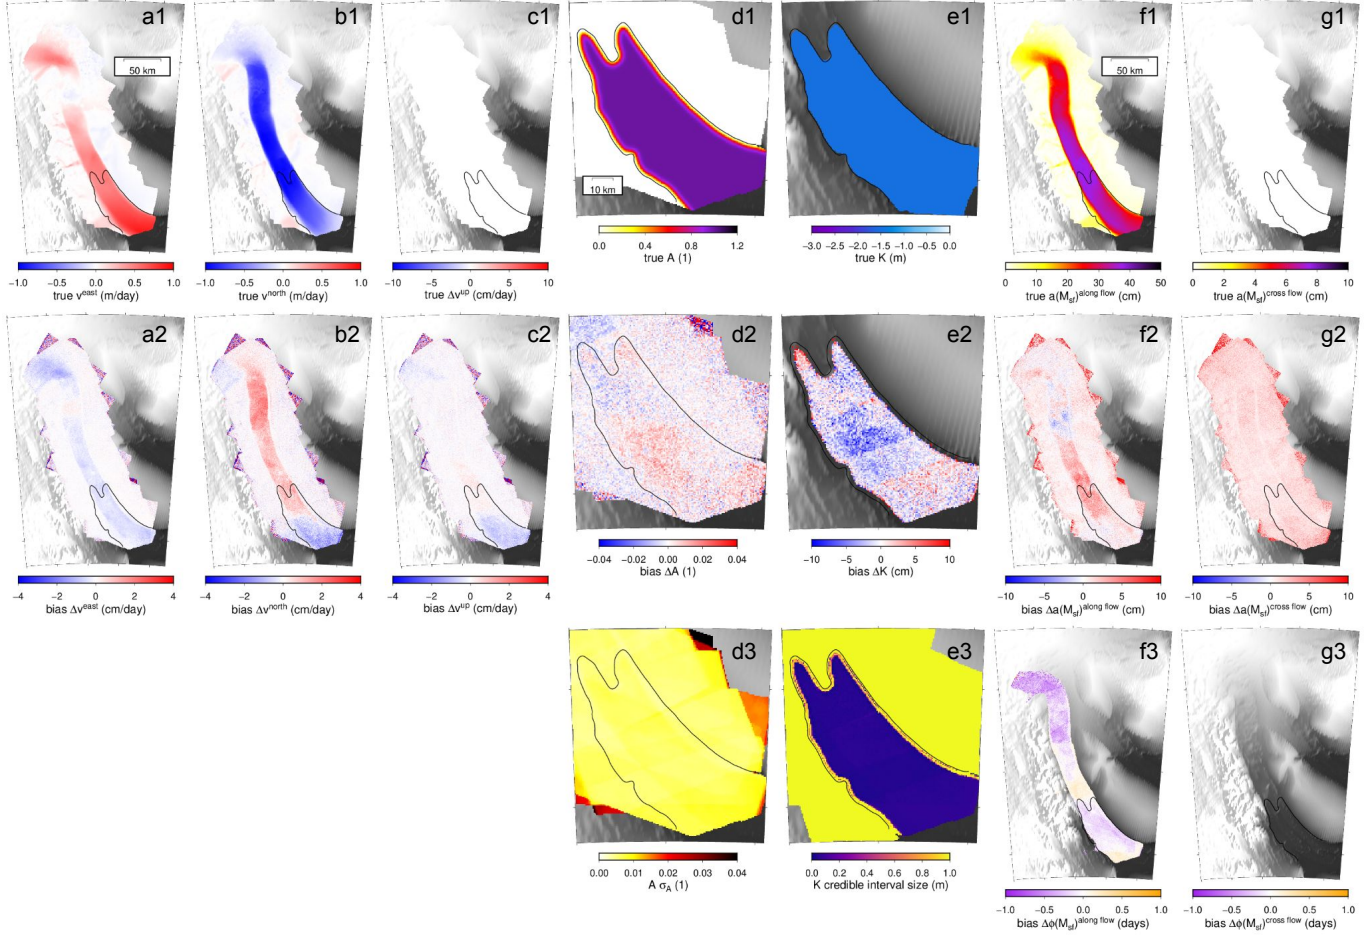 a1 b1 c1 d1 e1 f1 g1
50 km 10 km 50 km
−1.0 −0.5 0.0 0.5 1.0
true v^east (m/day)
−1.0 −0.5 0.0 0.5 1.0
true v^north (m/day)
−10 −5 0 5 10
true Δv^up (cm/day)
0.0 0.4 0.8 1.2
true A (1)
−3.0 −2.5 −2.0 −1.5 −1.0 −0.5 0.0
true K (m)
0 10 20 30 40 50
true a(M_sf)^along flow (cm)
0 2 4 6 8 10
true a(M_sf)^cross flow (cm)
a2 b2 c2 d2 e2 f2 g2
−4 −2 0 2 4
bias Δv^east (cm/day)
−4 −2 0 2 4
bias Δv^north (cm/day)
−4 −2 0 2 4
bias Δv^up (cm/day)
−0.04 −0.02 0.00 0.02 0.04
bias ΔA (1)
−10 −5 0 5 10
bias ΔK (cm)
−10 −5 0 5 10
bias Δa(M_sf)^along flow (cm)
−10 −5 0 5 10
bias Δa(M_sf)^cross flow (cm)
d3 e3 f3 g3
0.00 0.01 0.02 0.03 0.04
A σ_A (1)
0.0 0.2 0.4 0.6 0.8 1.0
K credible interval size (m)
−1.0 −0.5 0.0 0.5 1.0
bias Δϕ(M_sf)^along flow (days)
−1.0 −0.5 0.0 0.5 1.0
bias Δϕ(M_sf)^cross flow (days)